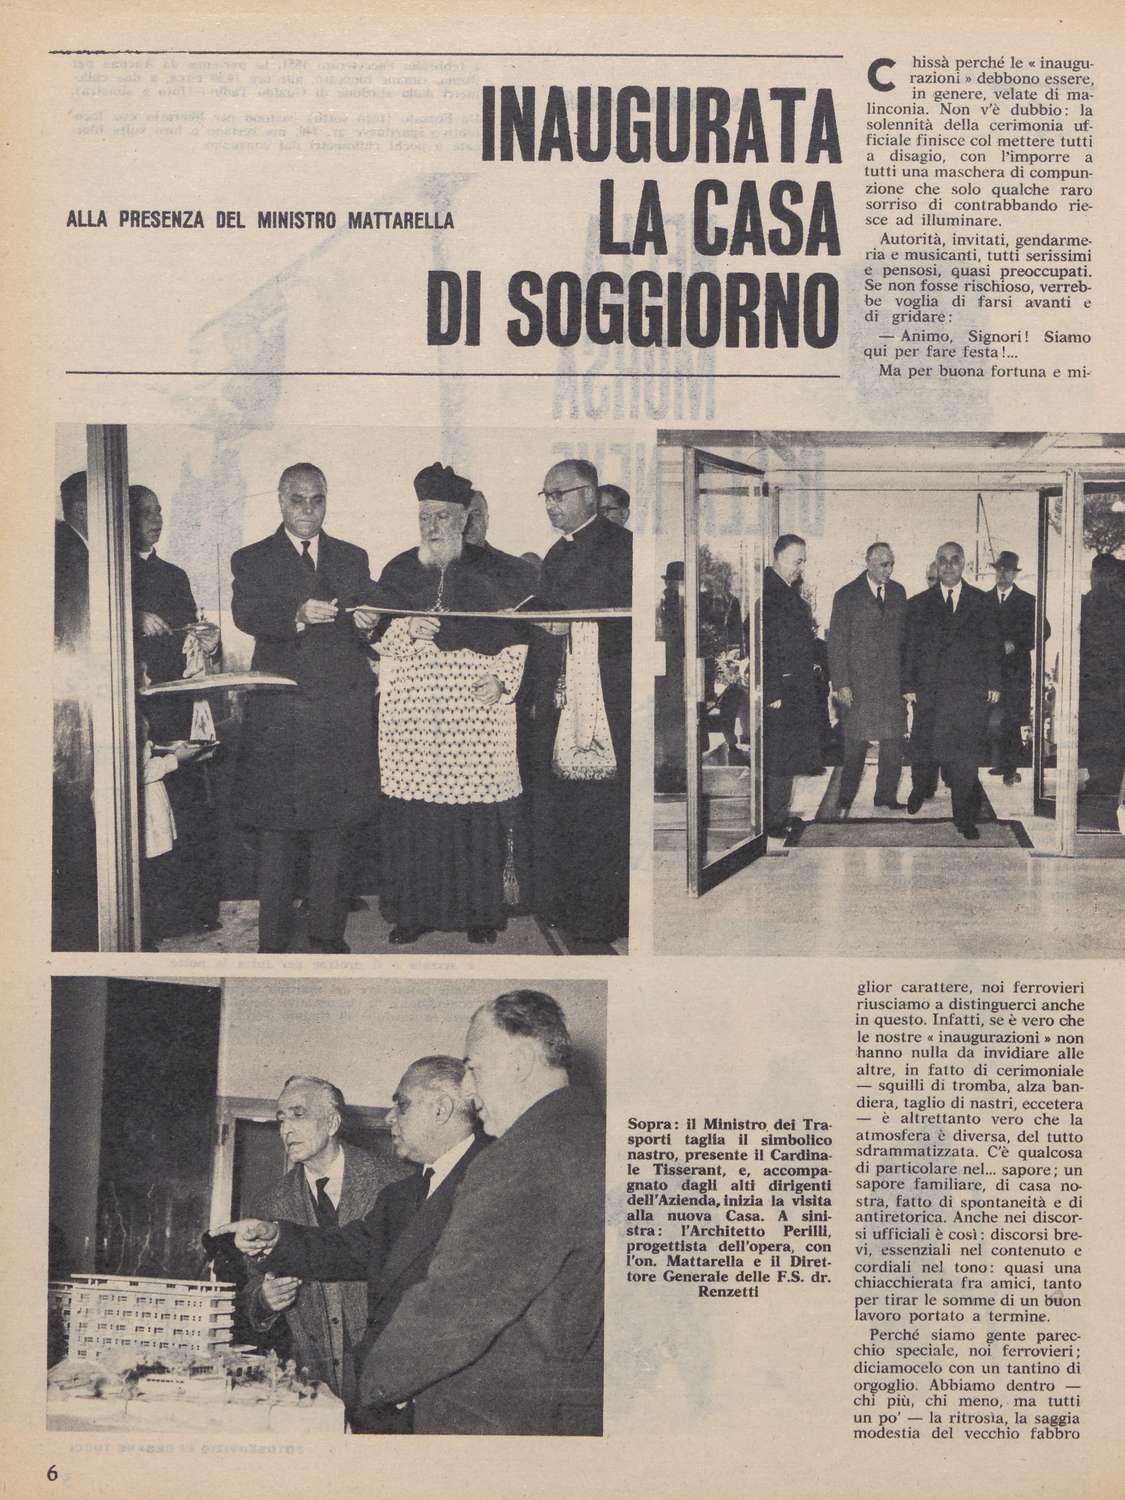 INAUGURATA
LA CASA
DI SOGGIORNO
ALLA PRESENZA DEL MINISTRO MATTARELLA
Chissà perché le « inaugu-
razioni » debbono essere,
in genere, velate di ma-
linconia. Non v'è dubbio: la
solennità della cerimonia uf-
ficiale finisce col mettere tutti
a disagio, con l'imporre a
tutti una maschera di compun-
zione che solo qualche raro
sorriso di contrabbando rie-
sce ad illuminare.
Autorità, invitati, gendarme-
ria e musicanti, tutti serissimi
e pensosi, quasi preoccupati.
Se non fosse rischioso, verreb-
be voglia di farsi avanti e
di gridare:
— Animo, Signori! Siamo
qui per fare festa!...
Ma per buona fortuna e mi-
glior carattere, noi ferrovieri
riusciamo a distinguerci anche
in questo. Infatti, se è vero che
le nostre « inaugurazioni » non
hanno nulla da invidiare alle
altre, in fatto di cerimoniale
— squilli di tromba, alza ban-
diera, taglio di nastri, eccetera
— è altrettanto vero che la
atmosfera è diversa, del tutto
sdrammatizzata. C'è qualcosa
di particolare nel... sapore; un
sapore familiare, di casa no-
stra, fatto di spontaneità e di
antiretorica. Anche nei discor-
si ufficiali è così: discorsi bre-
vi, essenziali nel contenuto e
cordiali nel tono: quasi una
chiacchierata fra amici, tanto
per tirar le somme di un buon
lavoro portato a termine.
Perché siamo gente parec-
chio speciale, noi ferrovieri;
diciamocelo con un tantino di
orgoglio. Abbiamo dentro —
chi più, chi meno, ma tutti
un po' — la ritrosìa, la saggia
modestia del vecchio fabbro
Sopra: il Ministro dei Tra-
sporti taglia il simbolico
nastro, presente il Cardina-
le Tisserant, e, accompa-
gnato dagli alti dirigenti
dell'Azienda, inizia la visita
alla nuova Casa. A sini-
stra: l'Architetto Perilli,
progettista dell'opera, con
l'on. Mattarella e il Diret-
tore Generale delle F.S. dr.
Renzetti
6